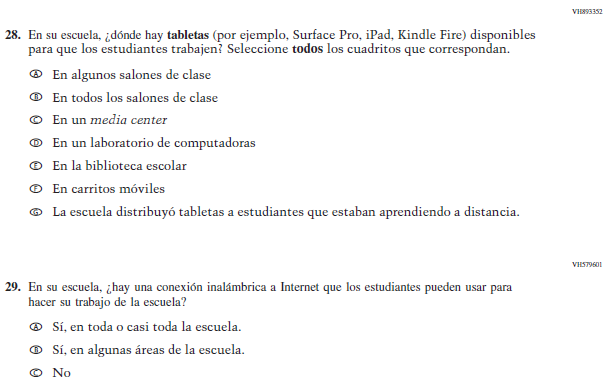 VH893352
28. En su escuela, ¿dónde hay tabletas (por ejemplo, Surface Pro, iPad, Kindle Fire) disponibles
para que los estudiantes trabajen? Seleccione todos los cuadritos que correspondan.
A En algunos salones de clase
B En todos los salones de clase
C En un media center
D En un laboratorio de computadoras
E En la biblioteca escolar
F En carritos móviles
G La escuela distribuyó tabletas a estudiantes que estaban aprendiendo a distancia.
VH579601
29. En su escuela, ¿hay una conexión inalámbrica a Internet que los estudiantes pueden usar para
hacer su trabajo de la escuela?
A Sí, en toda o casi toda la escuela.
B Sí, en algunas áreas de la escuela.
C No